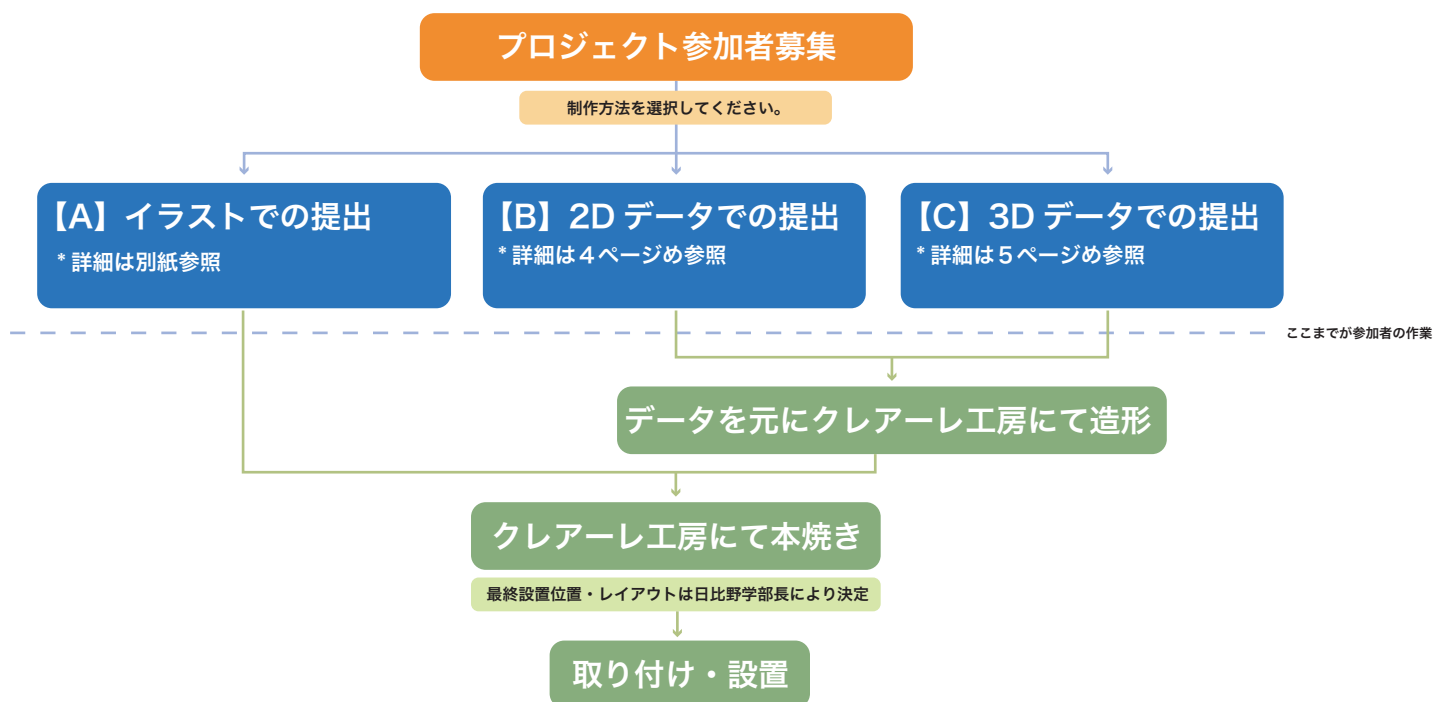 プロジェクト参加者募集
制作方法を選択してください。
【A】イラストでの提出
* 詳細は別紙参照
【B】2D データでの提出
* 詳細は４ページめ参照
【C】3D データでの提出
* 詳細は５ページめ参照
ここまでが参加者の作業
データを元にクレアーレ工房にて造形
クレアーレ工房にて本焼き
最終設置位置・レイアウトは日比野学部長により決定
取り付け・設置